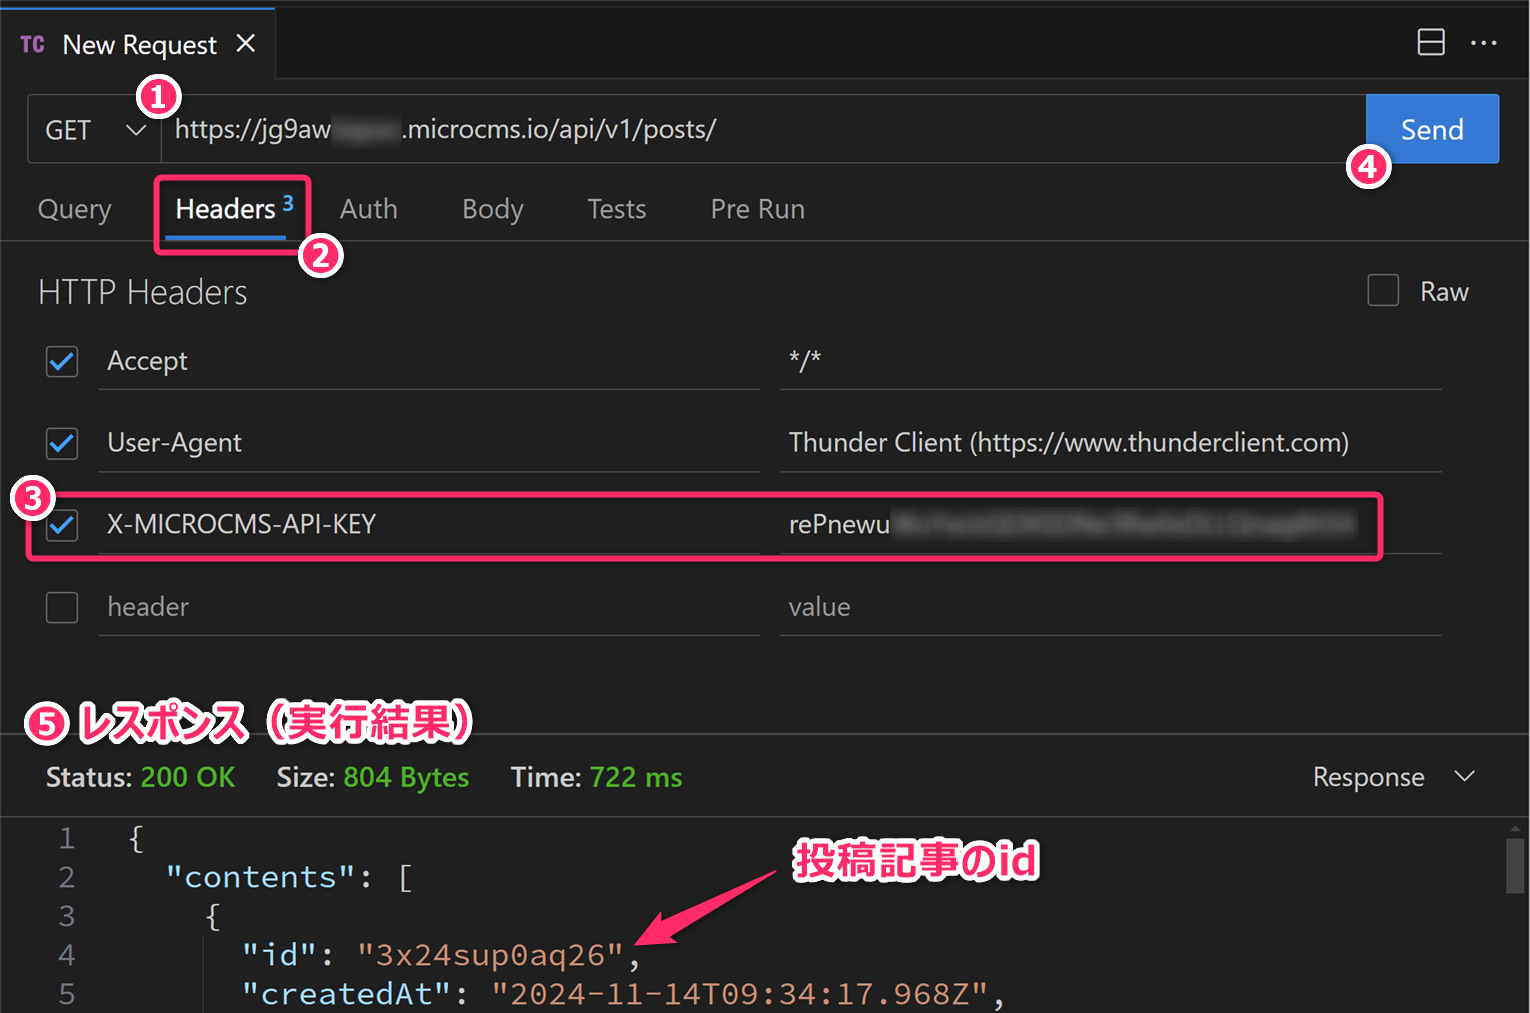 TC New Request
①
GET https://jg9aw .microcms.io/api/v1/posts/ Send
④
Query Headers 3 Auth Body Tests Pre Run
②
HTTP Headers Raw
Accept */*
User-Agent Thunder Client (https://www.thunderclient.com)
③
X-MICROCMS-API-KEY rePnewu
header value
⑤ レスポンス（実行結果）
Status: 200 OK Size: 804 Bytes Time: 722 ms Response
1 {
2 "contents": [
投稿記事のid
3 {
4 "id": "3x24sup0aq26",
5 "createdAt": "2024-11-14T09:34:17.968Z",